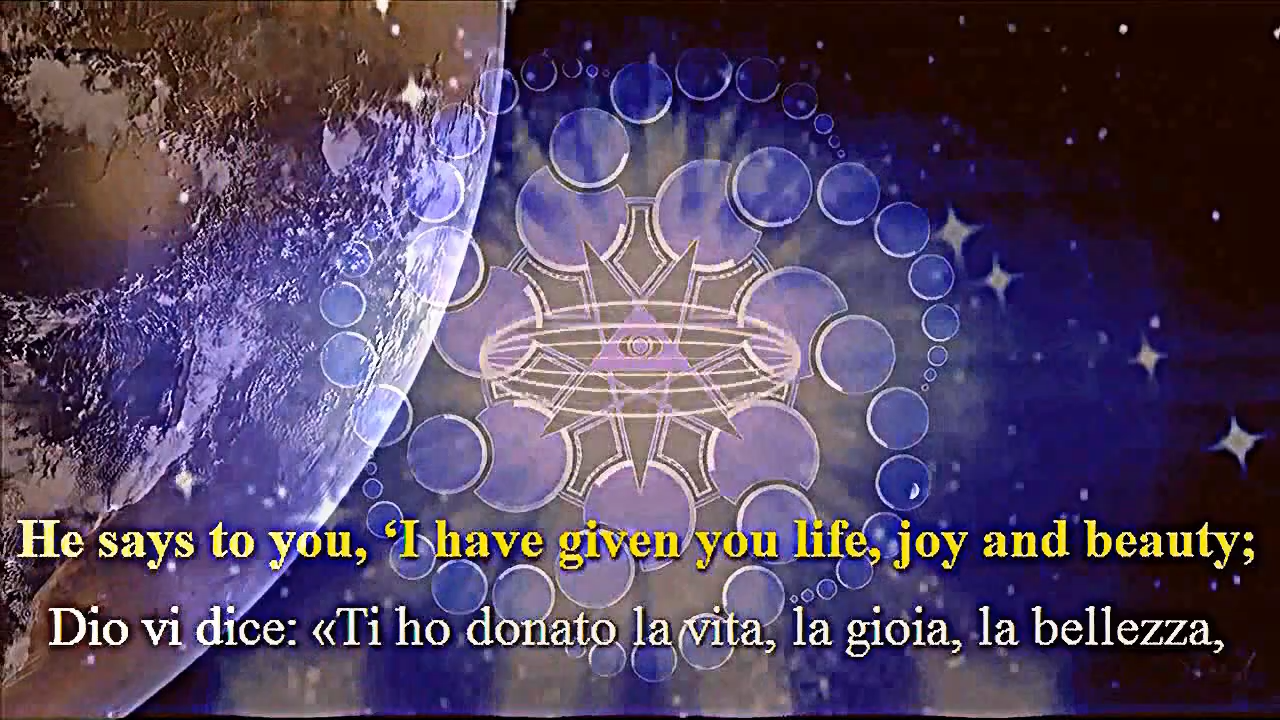 He says to you, ‘I have given you life, joy and beauty;
Dio vi dice: «Ti ho donato la vita, la gioia, la bellezza,